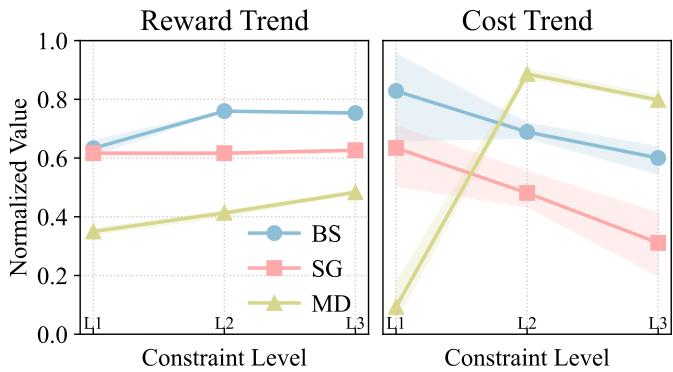 Reward Trend
Cost Trend
Normalized Value
1.0
0.8
0.6
0.4
0.2
0.0
BS
SG
MD
L1
L2
L3
L1
L2
L3
Constraint Level
Constraint Level